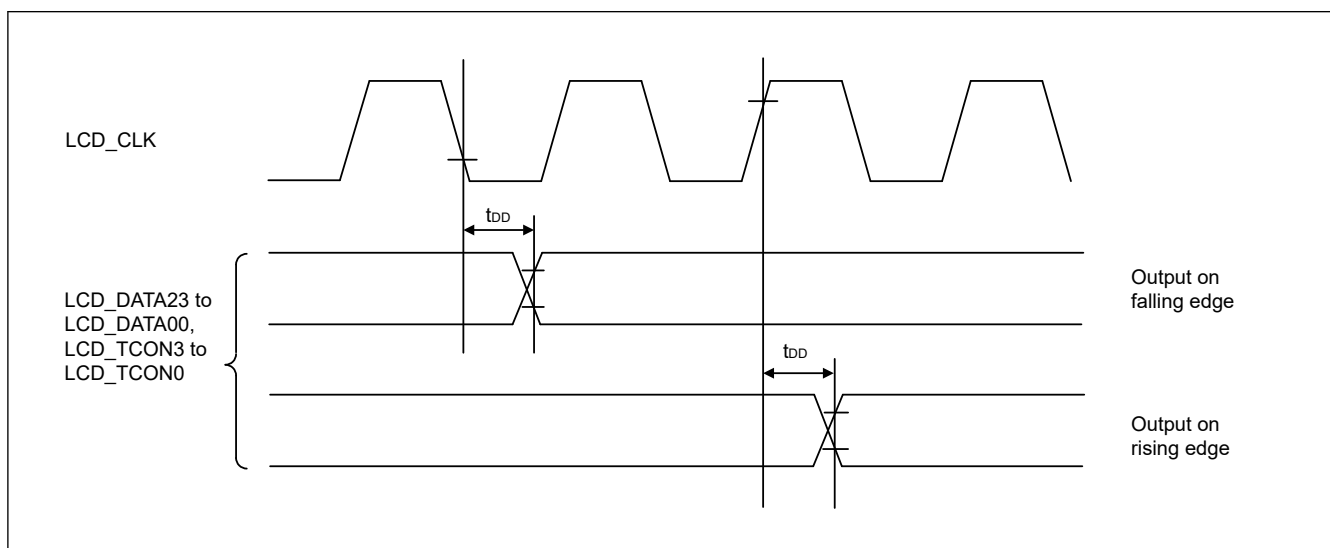 LCD_CLK
tDD
LCD_DATA23 to
LCD_DATA00,
LCD_TCON3 to
LCD_TCON0
Output on
falling edge
tDD
Output on
rising edge